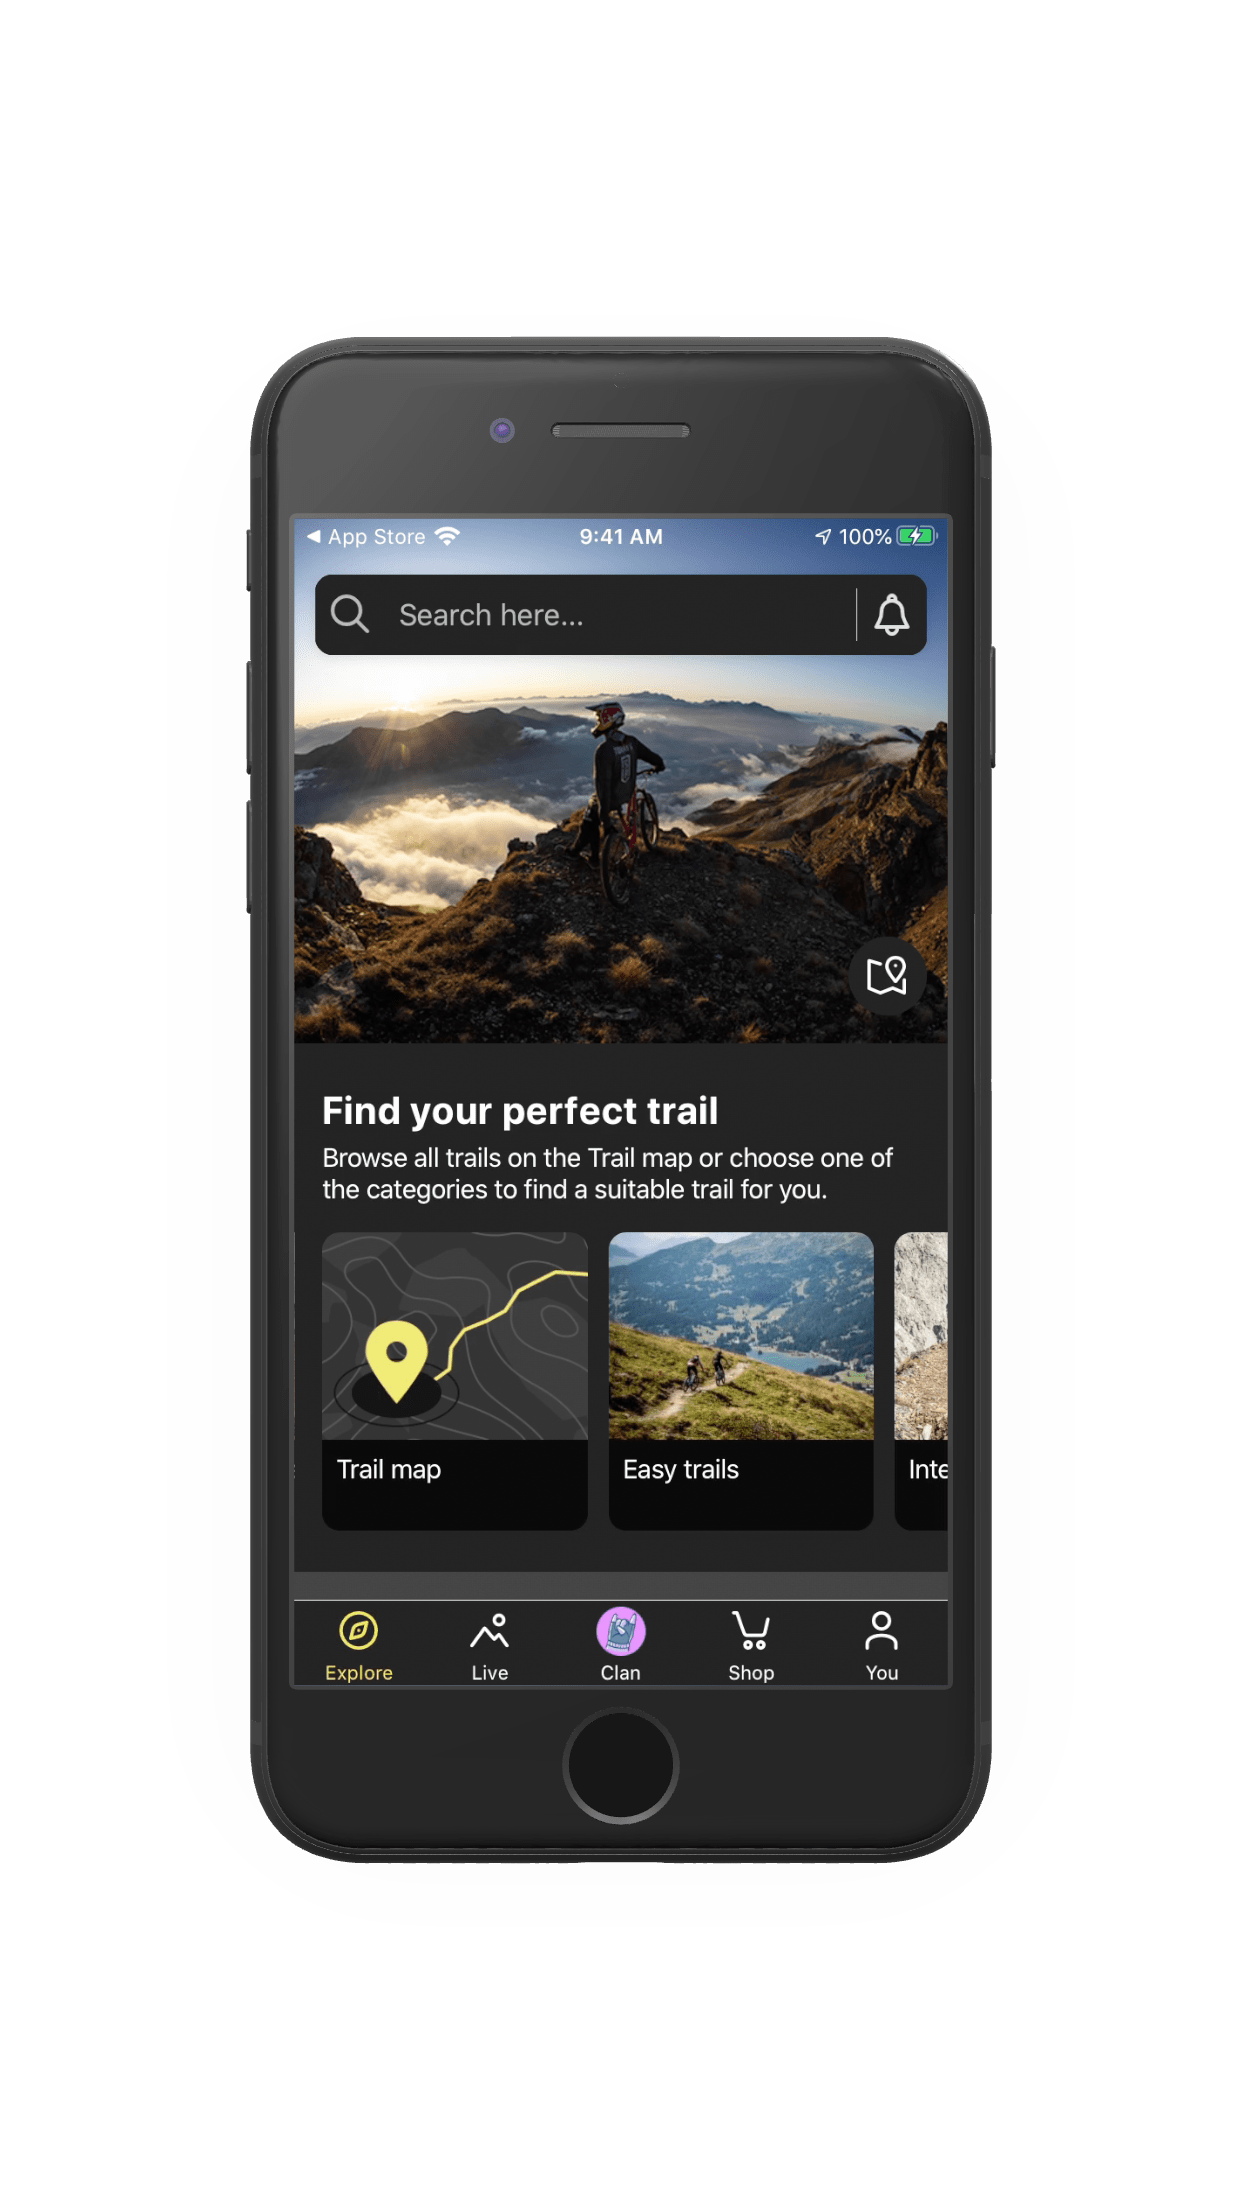 App Store
9:41 AM
100%
Search here...
Find your perfect trail
Browse all trails on the Trail map or choose one of
the categories to find a suitable trail for you.
Trail map
Easy trails
Inte
Explore
Live
Clan
Shop
You